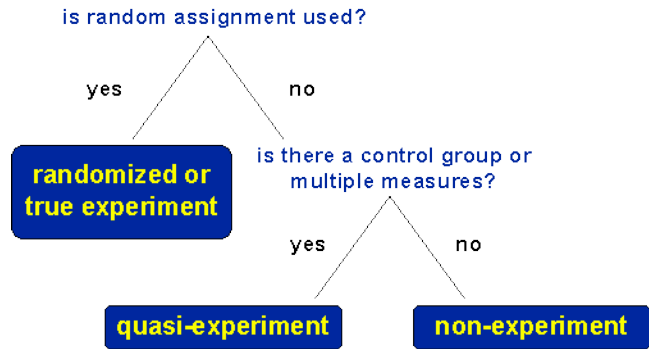 is random assignment used?
yes
no
randomized or
true experiment
is there a control group or
multiple measures?
yes
no
quasi-experiment
non-experiment